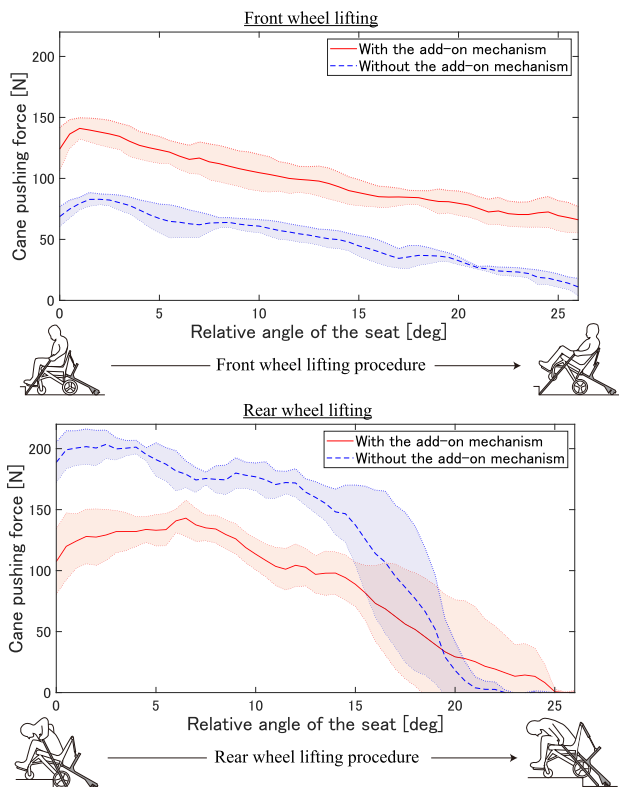 Front wheel lifting
With the add-on mechanism
Without the add-on mechanism
Cane pushing force [N]
200
150
100
50
0
0 5 10 15 20 25
Relative angle of the seat [deg]
Front wheel lifting procedure
Rear wheel lifting
With the add-on mechanism
Without the add-on mechanism
Cane pushing force [N]
200
150
100
50
0
0 5 10 15 20 25
Relative angle of the seat [deg]
Rear wheel lifting procedure